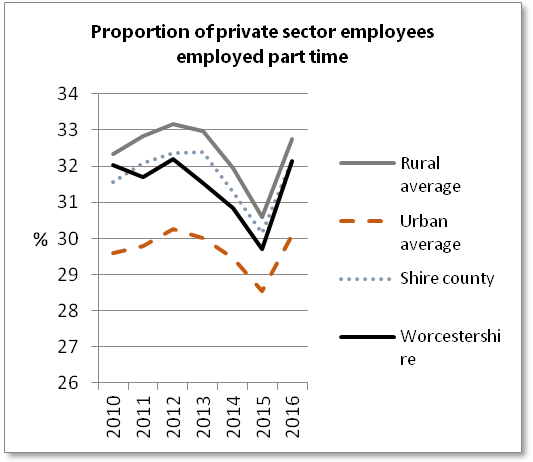 Proportion of private sector employees
employed part time
34
33
32
31
30
29
28
27
26
%
2010
2011
2012
2013
2014
2015
2016
Rural
average
Urban
average
Shire county
Worcestershi
re